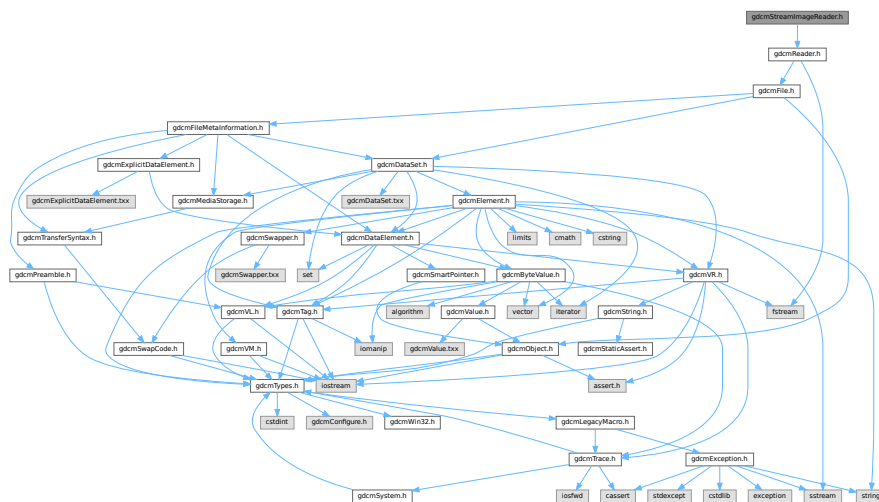 gdcmStreamImageReader.h
gdcmReader.h
gdcmFile.h
gdcmFileMetaInformation.h
gdcmExplicitDataElement.h
gdcmDataSet.h
gdcmExplicitDataElement.txx
gdcmMediaStorage.h
gdcmDataSet.txx
gdcmElement.h
gdcmTransferSyntax.h
gdcmSwapper.h
gdcmDataElement.h
limits
cmath
cstring
gdcmPreamble.h
gdcmSwapper.txx
set
gdcmSmartPointer.h
gdcmByteValue.h
gdcmVR.h
gdcmVL.h
gdcmTag.h
algorithm
gdcmValue.h
vector
iterator
gdcmString.h
fstream
gdcmSwapCode.h
gdcmVM.h
iomanip
gdcmValue.txx
gdcmObject.h
gdcmStaticAssert.h
gdcmTypes.h
iostream
assert.h
cstdint
gdcmConfigure.h
gdcmWin32.h
gdcmLegacyMacro.h
gdcmTrace.h
gdcmException.h
gdcmSystem.h
iosfwd
cassert
stdexcept
cstdlib
exception
sstream
string